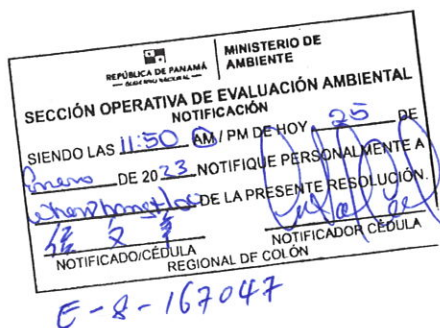 REPÚBLICA DE PANAMÁ
— GOBIERNO NACIONAL —
MINISTERIO DE
AMBIENTE
SECCIÓN OPERATIVA DE EVALUACIÓN AMBIENTAL
NOTIFICACIÓN
SIENDO LAS 11:50 AM / PM DE HOY 25 DE
Enero DE 2023 NOTIFIQUE PERSONALMENTE A
DE LA PRESENTE RESOLUCIÓN.
NOTIFICADO/CÉDULA
NOTIFICADOR CÉDULA
REGIONAL DE COLÓN
E-8-167047